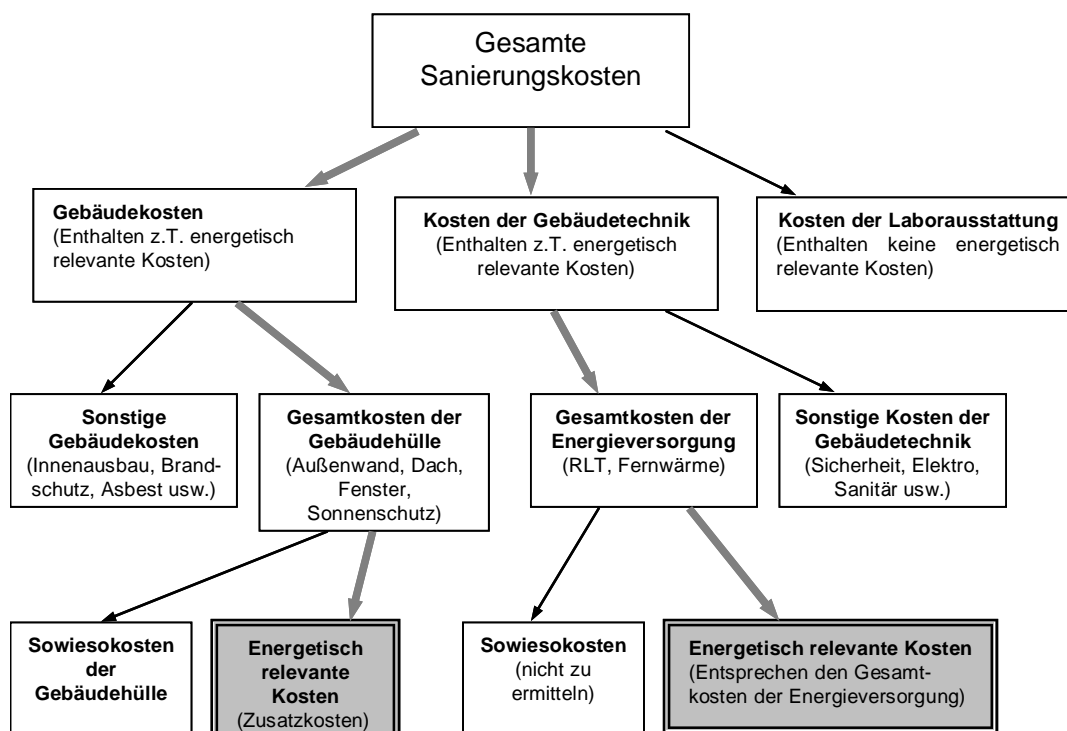 Gesamte
Sanierungskosten
Gebäudekosten
(Enthalten z.T. energetisch
relevante Kosten)
Kosten der Gebäudetechnik
(Enthalten z.T. energetisch
relevante Kosten)
Kosten der Laborausstattung
(Enthalten keine energetisch
relevante Kosten)
Sonstige
Gebäudekosten
(Innenausbau, Brand-
schutz, Asbest usw.)
Gesamtkosten der
Gebäudehülle
(Außenwand, Dach,
Fenster,
Sonnenschutz)
Gesamtkosten der
Energieversorgung
(RLT, Fernwärme)
Sonstige Kosten der
Gebäudetechnik
(Sicherheit, Elektro,
Sanitär usw.)
Sowiesokosten
der
Gebäudehülle
Energetisch
relevante
Kosten
(Zusatzkosten)
Sowiesokosten
(nicht zu
ermitteln)
Energetisch relevante Kosten
(Entsprechen den Gesamt-
kosten der Energieversorgung)